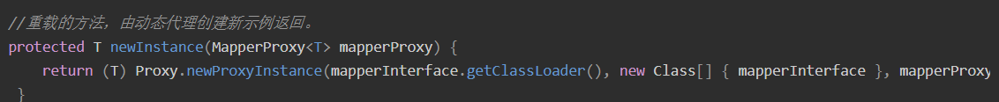 //重载的方法，由动态代理创建新示例返回。
protected T newInstance(MapperProxy<T> mapperProxy) {
    return (T) Proxy.newProxyInstance(mapperInterface.getClassLoader(), new Class[] { mapperInterface }, mapperProxy
 }